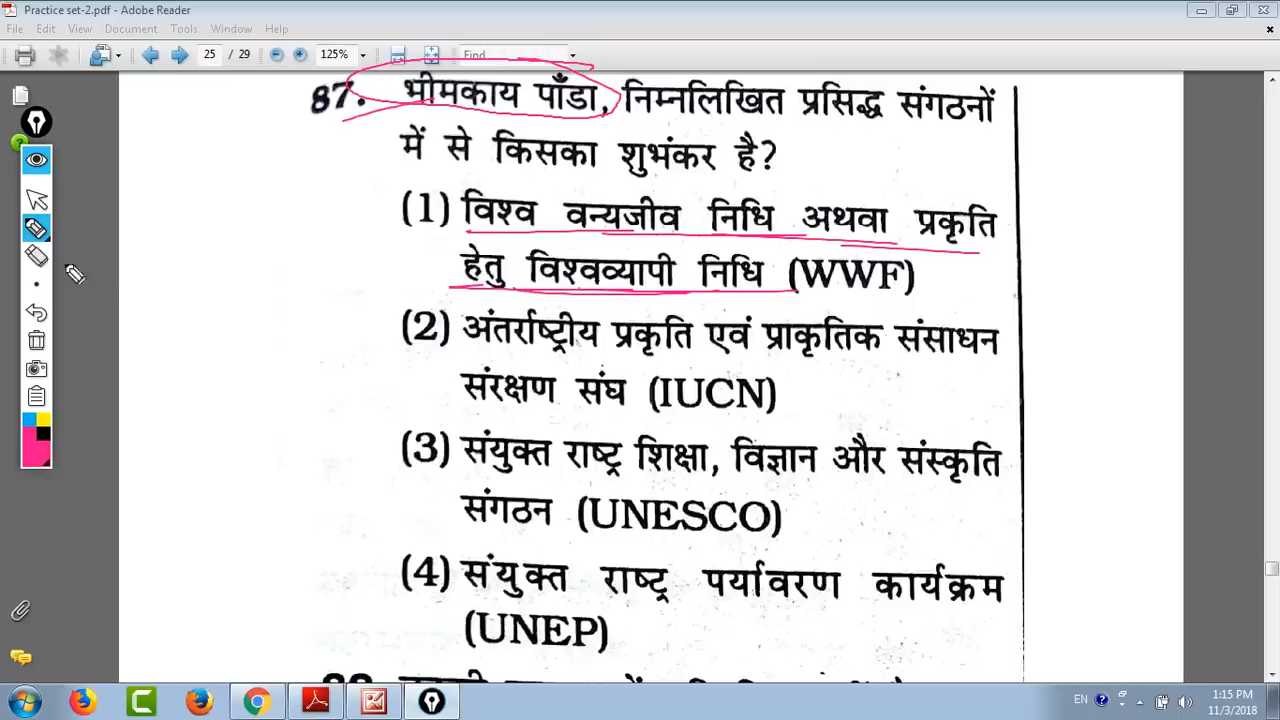 Practice set-2.pdf - Adobe Reader
File Edit View Document Tools Window Help
25 / 29 125% Find
87. भीमकाय पाँडा, निम्नलिखित प्रसिद्ध संगठनों
में से किसका शुभंकर है?
(1) विश्व वन्यजीव निधि अथवा प्रकृति
हेतु विश्वव्यापी निधि (WWF)
(2) अंतर्राष्ट्रीय प्रकृति एवं प्राकृतिक संसाधन
संरक्षण संघ (IUCN)
(3) संयुक्त राष्ट्र शिक्षा, विज्ञान और संस्कृति
संगठन (UNESCO)
(4) संयुक्त राष्ट्र पर्यावरण कार्यक्रम
(UNEP)
EN 1:15 PM
11/3/2018